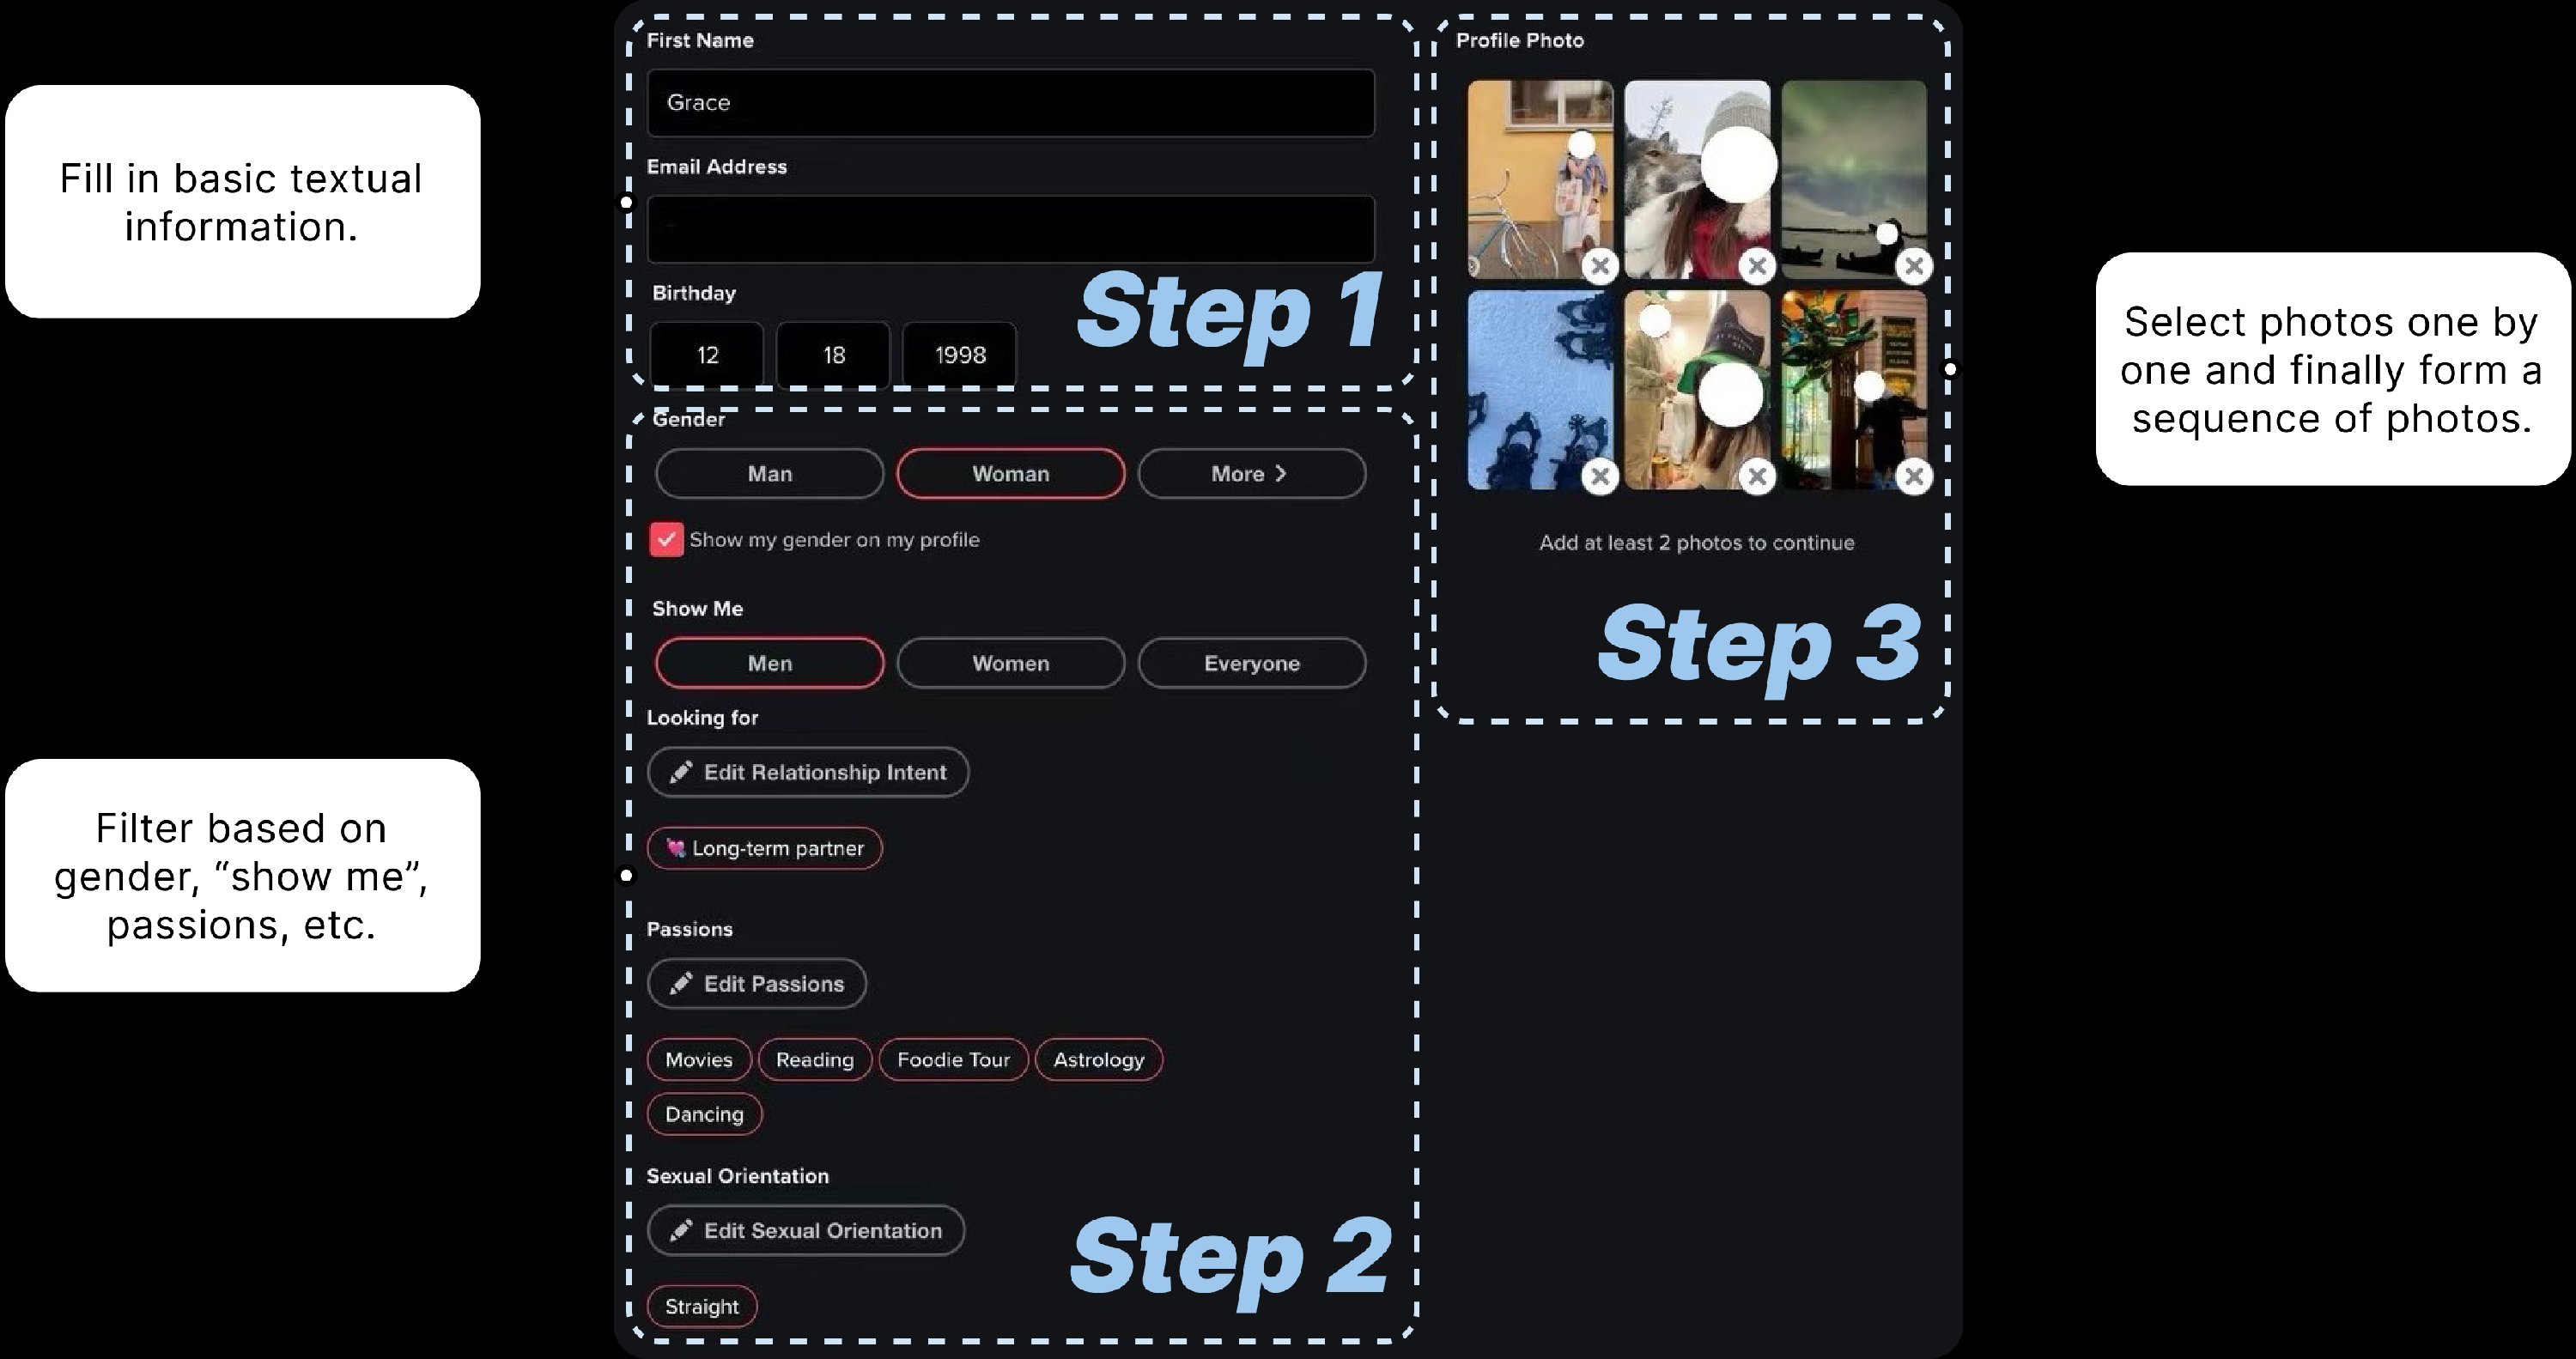 Fill in basic textual
information.
Filter based on
gender, “show me”,
passions, etc.
First Name
Grace
Email Address
Birthday
12 18 1998
Step 1
Gender
Man Woman More >
Show my gender on my profile
Show Me
Men Women Everyone
Looking for
Edit Relationship Intent
💘 Long-term partner
Passions
Edit Passions
Movies Reading Foodie Tour Astrology
Dancing
Sexual Orientation
Edit Sexual Orientation
Straight
Step 2
Profile Photo
Add at least 2 photos to continue
Step 3
Select photos one by
one and finally form a
sequence of photos.